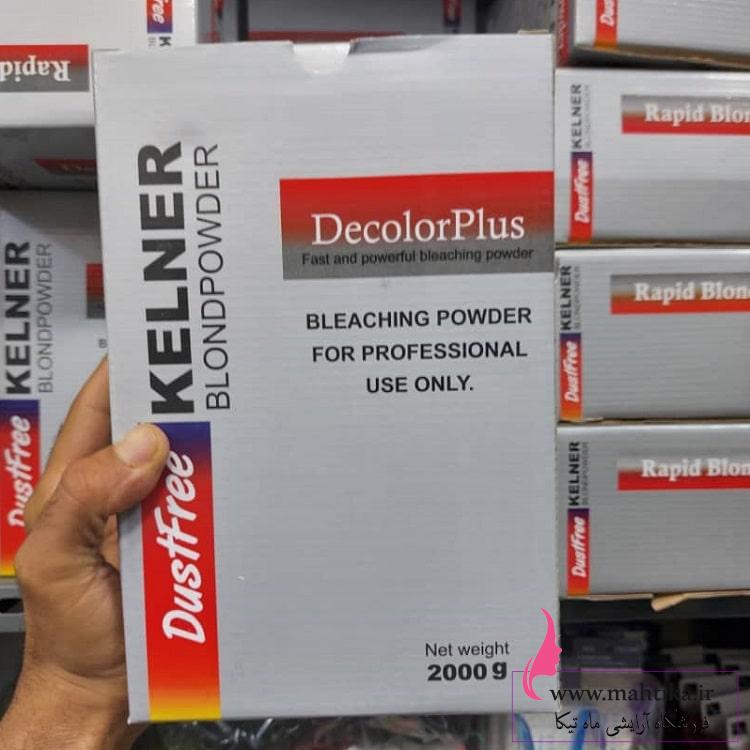 KELNER
BLONDPOWDER
DustFree
DecolorPlus
Fast and powerful bleaching powder
BLEACHING POWDER
FOR PROFESSIONAL
USE ONLY.
Net weight
2000 g
Rapid
KELNER
BLONDPOWDER
DustFree
KELNER
BLONDPOWDER
DustFree
Rapid Blon
KELNER
BLONDPOWDER
DustFree
Rapid Blon
KELNER
BLONDPOWDER
DustFree
Rapid Blon
www.mahtika.ir
فروشگاه آرایشی ماه تیکا